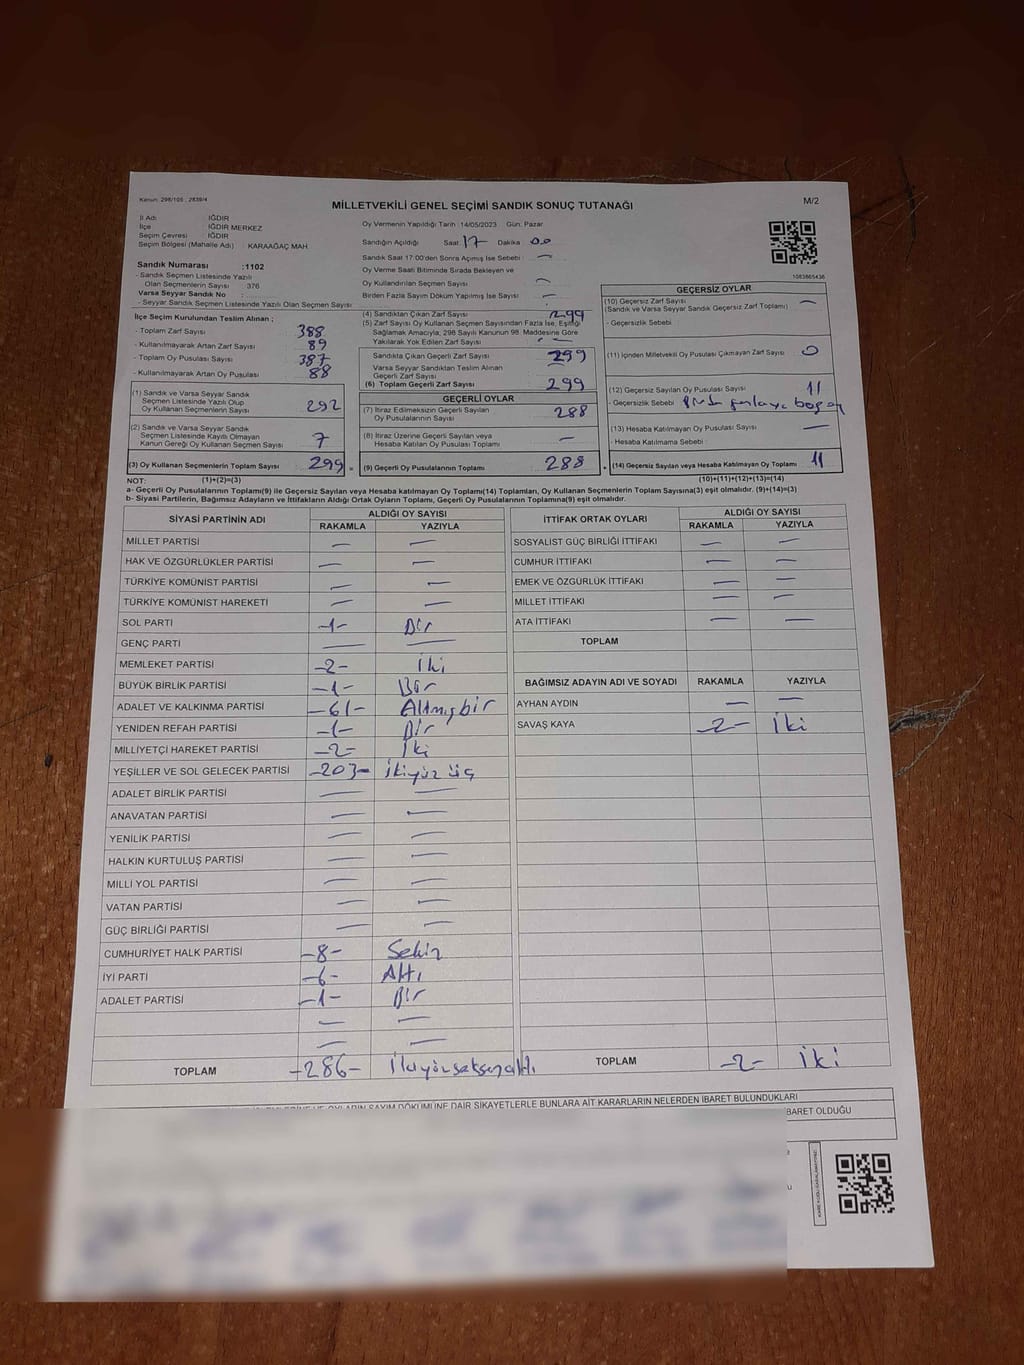 Kanun: 298/105 : 2839/4
MİLLETVEKİLİ GENEL SEÇİMİ SANDIK SONUÇ TUTANAĞI
M/2
İl Adı : IĞDIR
İlçe : IĞDIR MERKEZ
Seçim Çevresi : IĞDIR
Seçim Bölgesi (Mahalle Adı) : KARAAĞAÇ MAH
Sandık Numarası :1102
- Sandık Seçmen Listesinde Yazılı
Olan Seçmenlerin Sayısı : 376
Varsa Seyyar Sandık No :
- Seyyar Sandık Seçmen Listesinde Yazılı Olan Seçmen Sayısı :
Oy Vermenin Yapıldığı Tarih : 14/05/2023 Gün: Pazar
Sandığın Açıldığı Saat: 17 Dakika : 00
Sandık Saat 17:00'den Sonra Açılmış İse Sebebi : —
Oy Verme Saati Bitiminde Sırada Bekleyen ve
Oy Kullandırılan Seçmen Sayısı : —
Birden Fazla Sayım Döküm Yapılmış İse Sayısı : —
1083865436
İlçe Seçim Kurulundan Teslim Alınan ;
- Toplam Zarf Sayısı : 388
- Kullanılmayarak Artan Zarf Sayısı : 89
- Toplam Oy Pusulası Sayısı : 387
- Kullanılmayarak Artan Oy Pusulası : 88
(1) Sandık ve Varsa Seyyar Sandık
Seçmen Listesinde Yazılı Olup
Oy Kullanan Seçmenlerin Sayısı : 292
(2) Sandık ve Varsa Seyyar Sandık
Seçmen Listesinde Kayıtlı Olmayan
Kanun Gereği Oy Kullanan Seçmen Sayısı : 7
(3) Oy Kullanan Seçmenlerin Toplam Sayısı : 299 =
(4) Sandıktan Çıkan Zarf Sayısı : 299
(5) Zarf Sayısı Oy Kullanan Seçmen Sayısından Fazla İse, Eşitliği
Sağlamak Amacıyla, 298 Sayılı Kanunun 98. Maddesine Göre
Yakılarak Yok Edilen Zarf Sayısı :
Sandıkta Çıkan Geçerli Zarf Sayısı : 299
Varsa Seyyar Sandıktan Teslim Alınan
Geçerli Zarf Sayısı :
(6) Toplam Geçerli Zarf Sayısı : 299
GEÇERLİ OYLAR
(7) İtiraz Edilmeksizin Geçerli Sayılan
Oy Pusulalarının Sayısı : 288
(8) İtiraz Üzerine Geçerli Sayılan veya
Hesaba Katılan Oy Pusulası Toplamı : —
(9) Geçerli Oy Pusulalarının Toplamı : 288 +
GEÇERSİZ OYLAR
(10) Geçersiz Zarf Sayısı : —
(Sandık ve Varsa Seyyar Sandık Geçersiz Zarf Toplamı)
- Geçersizlik Sebebi :
(11) İçinden Milletvekili Oy Pusulası Çıkmayan Zarf Sayısı : 0
(12) Geçersiz Sayılan Oy Pusulası Sayısı : 11
- Geçersizlik Sebebi :
(13) Hesaba Katılmayan Oy Pusulası Sayısı : —
- Hesaba Katılmama Sebebi :
(14) Geçersiz Sayılan veya Hesaba Katılmayan Oy Toplamı : 11
NOT: (1)+(2)=(3) (10)+(11)+(12)+(13)=(14)
a- Geçerli Oy Pusulalarının Toplamı(9) ile Geçersiz Sayılan veya Hesaba katılmayan Oy Toplam(14) Toplamları, Oy Kullanan Seçmenlerin Toplam Sayısına(3) eşit olmalıdır. (9)+(14)=(3)
b- Siyasi Partilerin, Bağımsız Adayların ve İttifakların Aldığı Oy Ortak Oyların Toplamı, Geçerli Oy Pusulalarının Toplamına(9) eşit olmalıdır.
SİYASİ PARTİNİN ADI ALDIĞI OY SAYISI
RAKAMLA YAZIYLA
MİLLET PARTİSİ — —
HAK VE ÖZGÜRLÜKLER PARTİSİ — —
TÜRKİYE KOMÜNİST PARTİSİ — —
TÜRKİYE KOMÜNİST HAREKETİ — —
SOL PARTİ -1- Bir
GENÇ PARTİ — —
MEMLEKET PARTİSİ -2- İki
BÜYÜK BİRLİK PARTİSİ -1- Bir
ADALET VE KALKINMA PARTİSİ -61- Altmışbir
YENİDEN REFAH PARTİSİ -1- Bir
MİLLİYETÇİ HAREKET PARTİSİ -2- İki
YEŞİLLER VE SOL GELECEK PARTİSİ -203- İkiyüz üç
ADALET BİRLİK PARTİSİ — —
ANAVATAN PARTİSİ — —
YENİLİK PARTİSİ — —
HALKIN KURTULUŞ PARTİSİ — —
MİLLİ YOL PARTİSİ — —
VATAN PARTİSİ — —
GÜÇ BİRLİĞİ PARTİSİ — —
CUMHURİYET HALK PARTİSİ -8- Sekiz
İYİ PARTİ -6- Altı
ADALET PARTİSİ -1- Bir
— —
— —
TOPLAM -286- İkiyüzseksenaltı
İTTİFAK ORTAK OYLARI ALDIĞI OY SAYISI
RAKAMLA YAZIYLA
SOSYALİST GÜÇ BİRLİĞİ İTTİFAKI — —
CUMHUR İTTİFAKI — —
EMEK VE ÖZGÜRLÜK İTTİFAKI — —
MİLLET İTTİFAKI — —
ATA İTTİFAKI — —
TOPLAM
BAĞIMSIZ ADAYIN ADI VE SOYADI RAKAMLA YAZIYLA
AYHAN AYDIN — —
SAVAŞ KAYA -2- İki
TOPLAM -2- İki
OYLARIN SAYIM DÖKÜMÜNE DAİR ŞİKAYETLERLE BUNLARA AİT KARARLARIN NELERDEN İBARET BULUNDUKLARI
BARET OLDUĞU